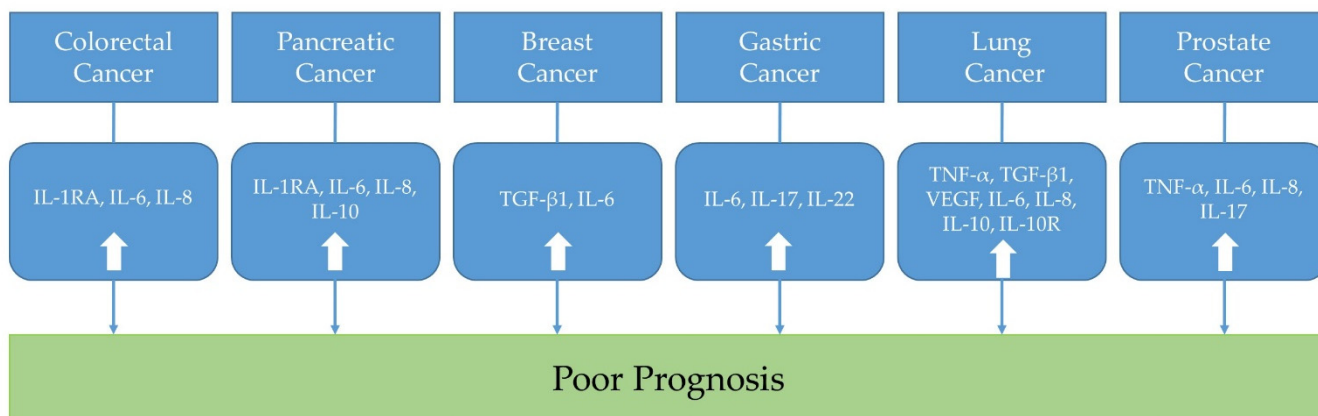 Colorectal
Cancer
Pancreatic
Cancer
Breast
Cancer
Gastric
Cancer
Lung
Cancer
Prostate
Cancer
IL-1RA, IL-6, IL-8
IL-1RA, IL-6, IL-8,
IL-10
TGF-β1, IL-6
IL-6, IL-17, IL-22
TNF-α, TGF-β1,
VEGF, IL-6, IL-8,
IL-10, IL-10R
TNF-α, IL-6, IL-8,
IL-17
Poor Prognosis